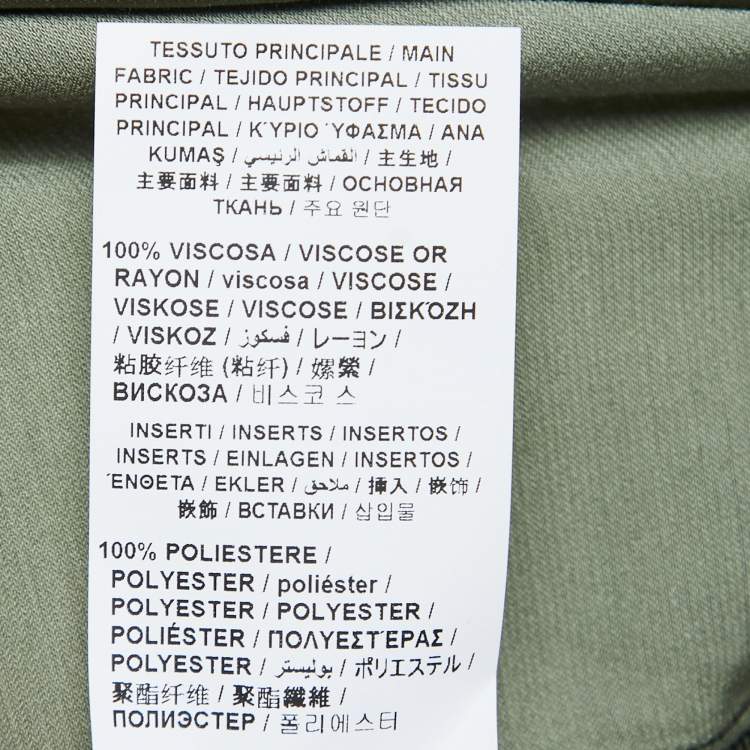 TESSUTO PRINCIPALE / MAIN
FABRIC / TEJIDO PRINCIPAL / TISSU
PRINCIPAL / HAUPTSTOFF / TECIDO
PRINCIPAL / ΚΎΡΙΟ ΎΦΑΣΜΑ / ANA
KUMAŞ / القماش الرئيسي / 主生地 /
主要面料 / 主要面料 / ОСНОВНАЯ
ТКАНЬ / 주요 원단
100% VISCOSA / VISCOSE OR
RAYON / viscosa / VISCOSE /
VISKOSE / VISCOSE / ΒΙΣΚΌΖΗ
/ VISKOZ / فسكوز / レーヨン /
粘胶纤维 (粘纤) / 嫘縈 /
ВИСКОЗА / 비스코스
INSERTI / INSERTS / INSERTOS /
INSERTS / EINLAGEN / INSERTOS /
ΈΝΘΕΤΑ / EKLER / ملاحق / 挿入 / 嵌饰 /
嵌飾 / ВСТАВКИ / 삽입물
100% POLIESTERE /
POLYESTER / poliéster /
POLYESTER / POLYESTER /
POLIÉSTER / ΠΟΛΥΕΣΤΈΡΑΣ /
POLYESTER / بوليستر / ポリエステル /
聚酯纤维 / 聚酯纖維 /
ПОЛИЭСТЕР / 폴리에스터